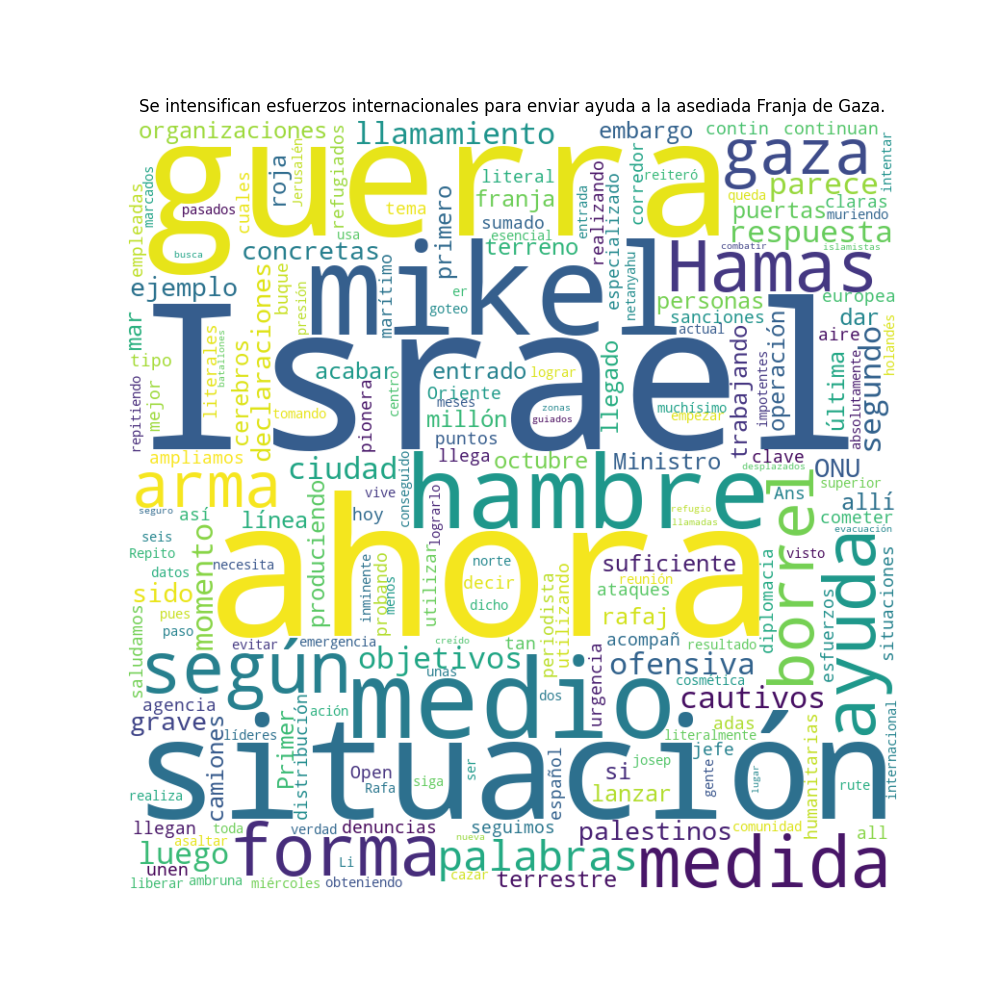 Se intensifican esfuerzos internacionales para enviar ayuda a la asediada Franja de Gaza.
organizaciones
llamamiento
embargo
contin
continuan
guerra
gaza
roja
Jerusalén
refugiados
cuales
marcados
empleadas
pasados
busca
tema
usa
literal
franja
sumado
esencial
primero
terreno
entrada
realizando
especializado
corredor
reiteró
queda
parece
puertas
claras
muriendo
intentar
respuesta
combatir
islamistas
concretas
ejemplo
declaraciones
buque
presión
marítimo
mikel
Hamas
netanyahu
personas
sanciones
actual
europea
dar
aire
holandés
er
goteo
mar
tipo
mejor
repitiendo
literales
batallones
cerebros
tomando
Israel
acabar
entrado
lograr
pionera
centro
Oriente
meses
millón
puntos
zonas
guiados
llegado
muchísimo
empezar
trabajando
impotentes
operación
última
absolutamente
segundo
ampliamos
arma
ciudad
llega
octubre
Ministro
clave
desplazados
ONU
superior
allí
cometer
evacuación
Ans
vive
conseguido
lograrlo
hambre
refugio
llamadas
borrel
seguro
así
línea
hoy
seis
Repito
datos
pues
paso
sido
momento
necesita
produciendo
ahora
inminente
menos
probando
utilizar
norte
decir
dicho
periodista
utilizando
suficiente
reunión
ataques
rafaj
visto
diplomacia
esfuerzos
ayuda
situaciones
saludamos
evitar
emergencia
creído
tan
acompañ
resultado
según
objetivos
unas
dos
urgencia
ofensiva
cosmética
cautivos
agencia
graves
camiones
líderes
Primer
distribución
ación
medio
adas
literalmente
jefe
humanitarias
internacional
situación
realiza
Open
Rafa
siga
ser
español
si
lanzar
josep
gente
lugar
rute
llegan
toda
asaltar
verdad
denuncias
seguimos
nueva
palestinos
comunidad
all
luego
unen
liberar
ambruna
miércoles
forma
Li
obteniendo
palabras
cazar
terrestre
medida